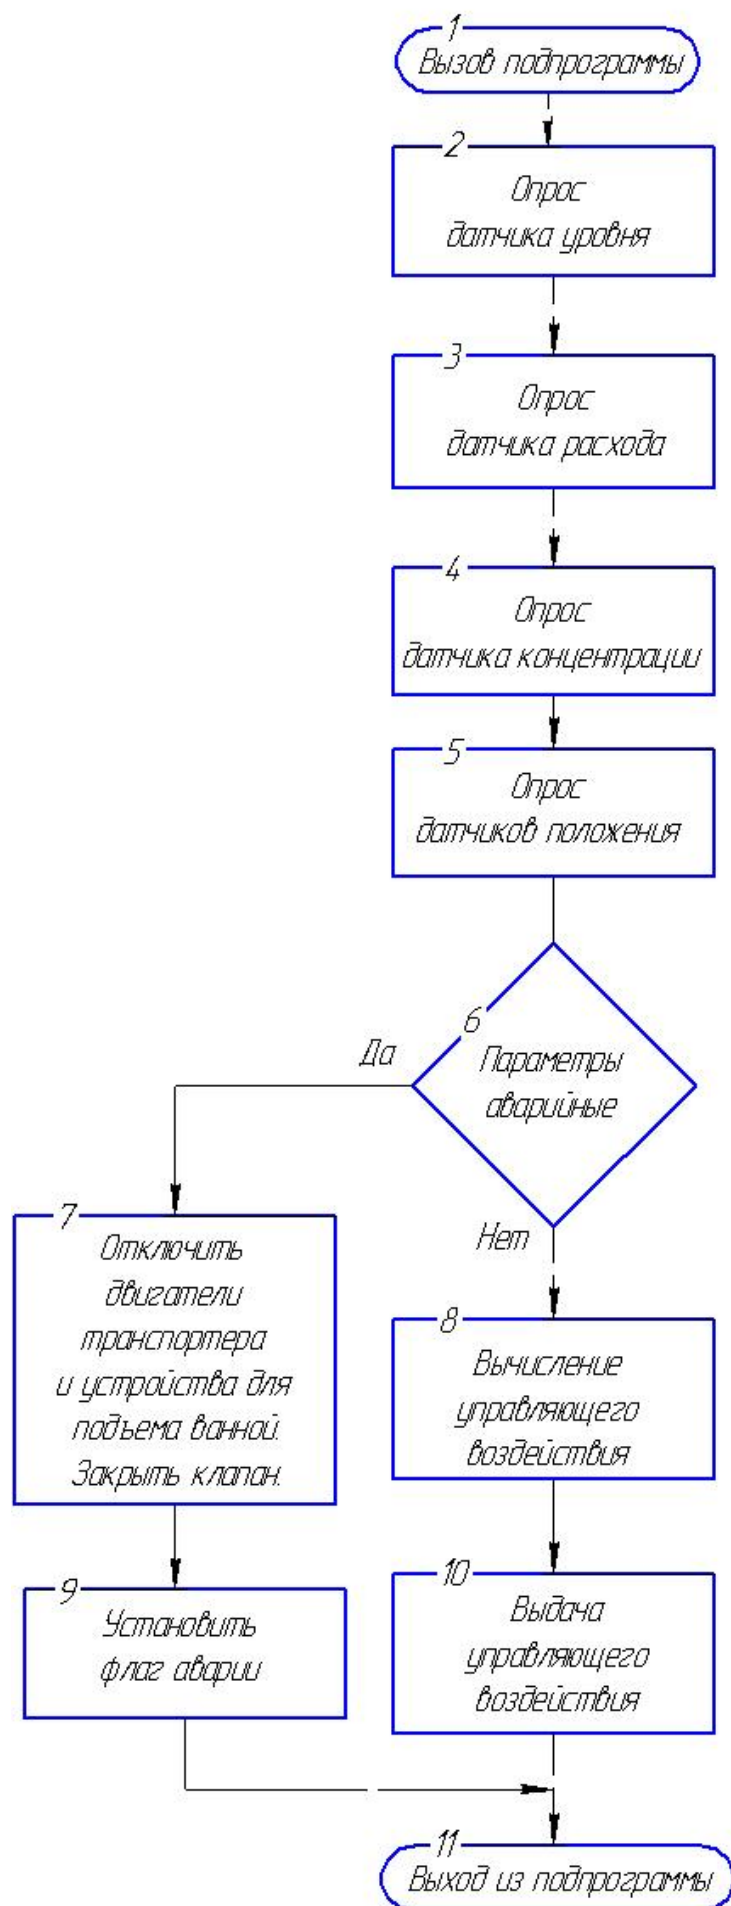 1
Вызов подпрограммы
2
Опрос
датчика уровня
3
Опрос
датчика расхода
4
Опрос
датчика концентрации
5
Опрос
датчиков положения
6
Параметры
аварийные
Да
Нет
7
Отключить
двигатели
транспортера
и устройства для
подъема ванной.
Закрыть клапан.
8
Вычисление
управляющего
воздействия
9
Установить
флаг аварии
10
Выдача
управляющего
воздействия
11
Выход из подпрограммы